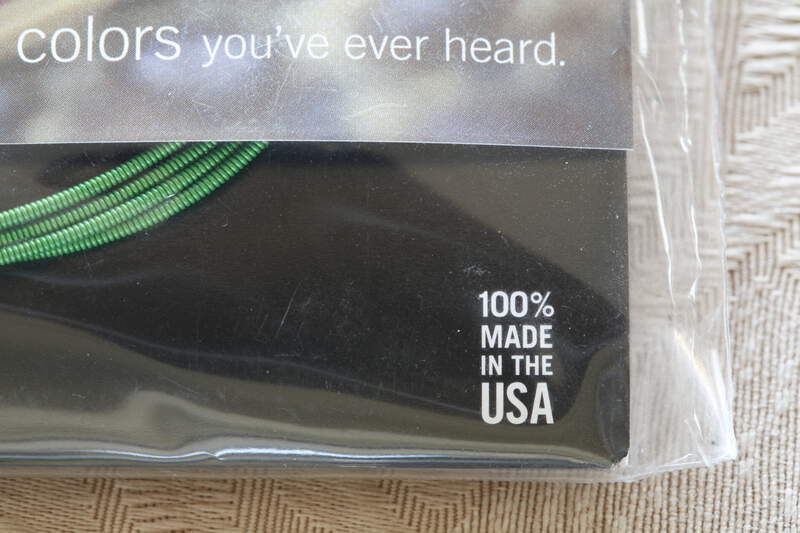 colors you've ever heard.
100%
MADE
IN THE
USA